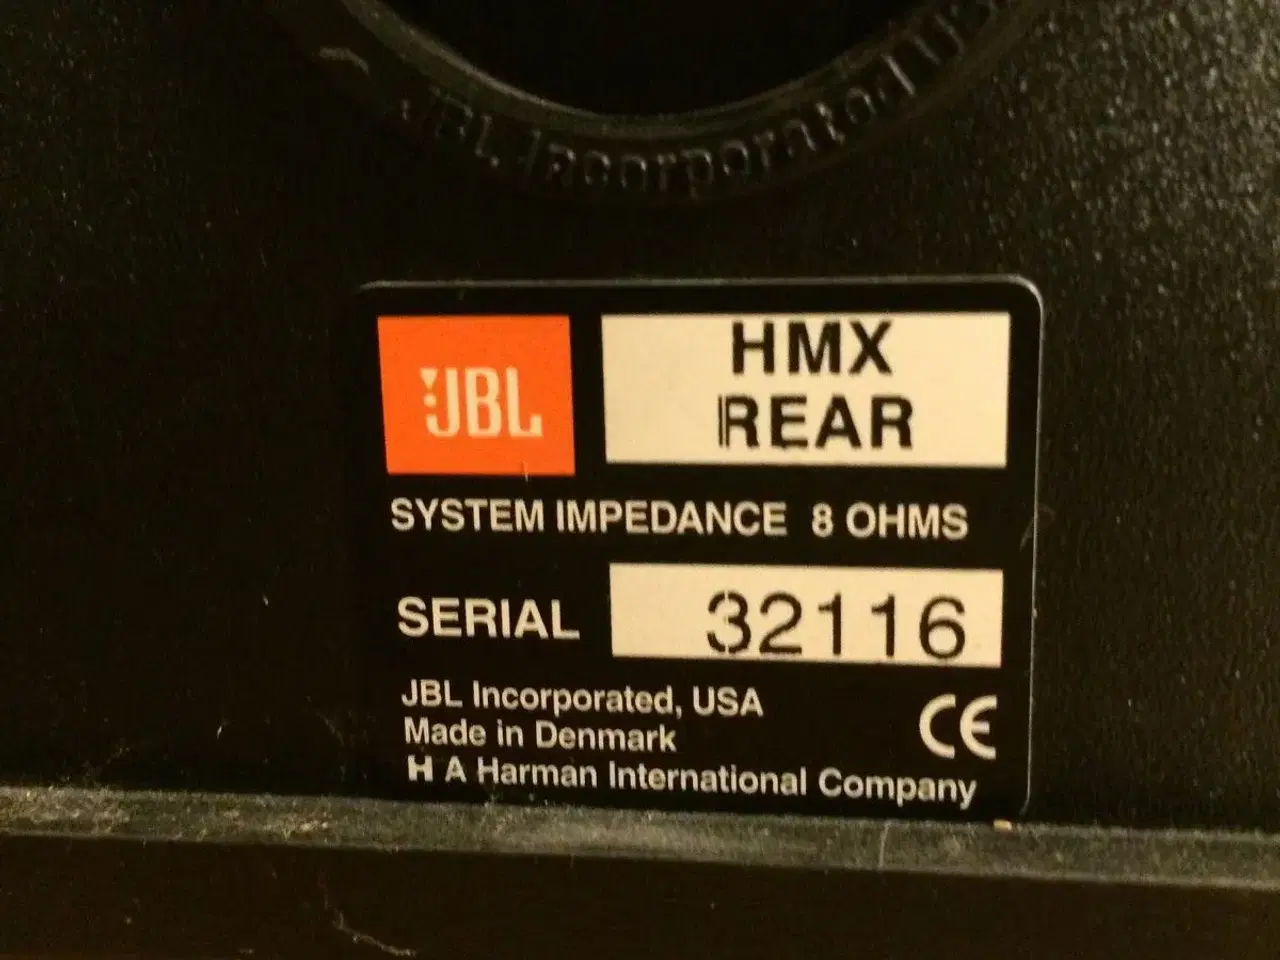 JBL Incorporated US
JBL
HMX
REAR
SYSTEM IMPEDANCE 8 OHMS
SERIAL 32116
JBL Incorporated, USA
Made in Denmark
H A Harman International Company
CE